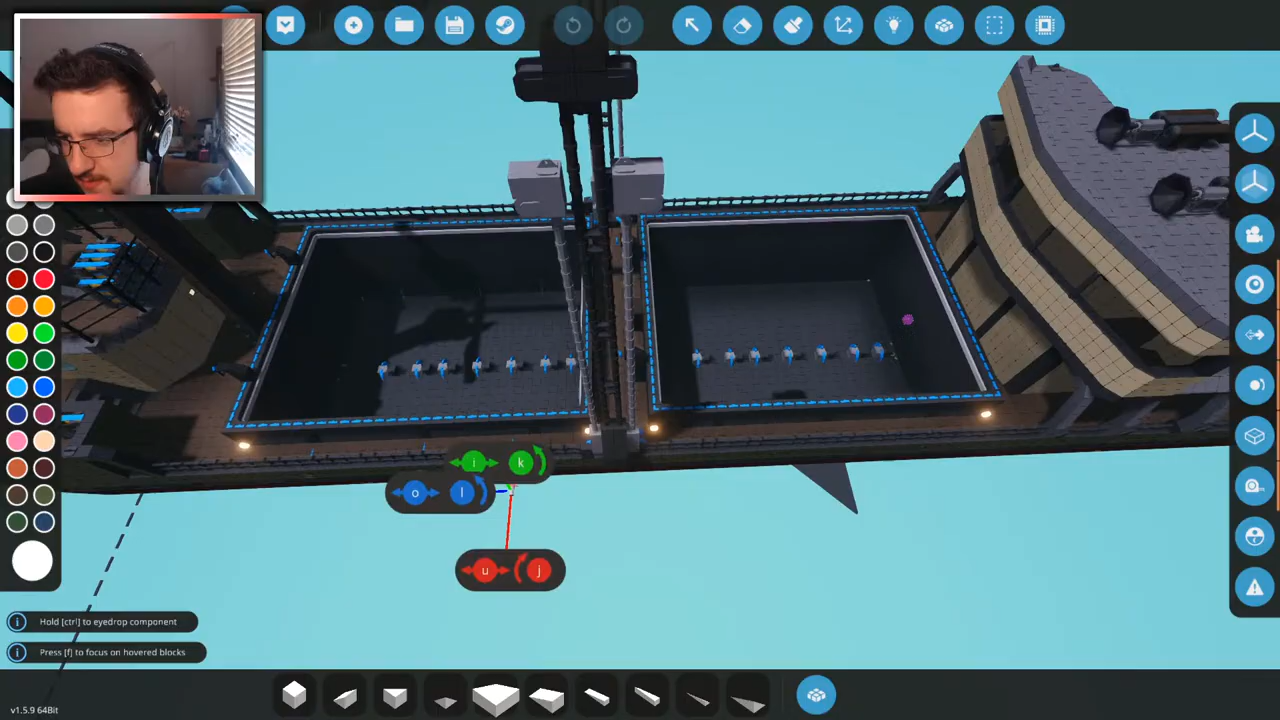 i k
o l
u j
Hold [ctrl] to eyedrop component
Press [f] to focus on hovered blocks
v1.5.9 64Bit